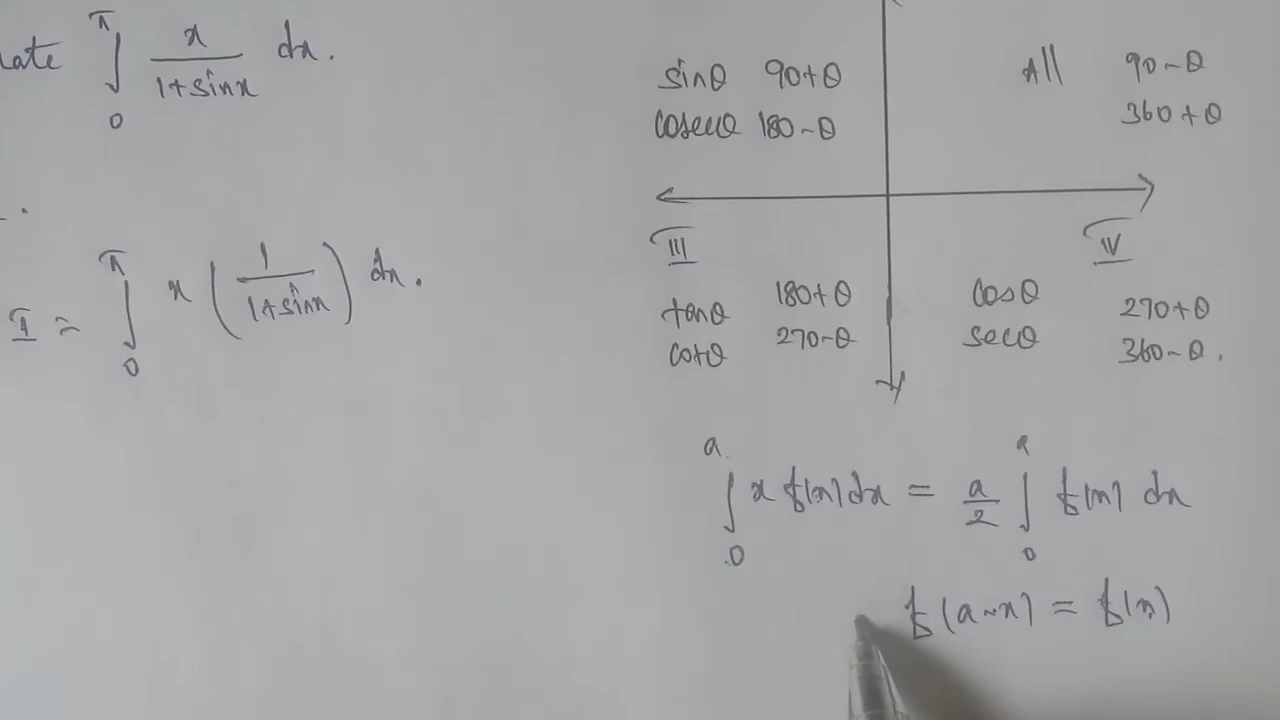 ate ∫₀^π x/(1+sinx) dx.
I = ∫₀^π x (1/(1+sinx)) dx.
sinθ 90+θ
cosecθ 180-θ
All 90-θ
360+θ
III
tanθ 180+θ
cotθ 270-θ
IV
cosθ 270+θ
secθ 360-θ.
∫₀^a x f(x) dx = a/2 ∫₀^a f(x) dx
f(a-x) = f(x)